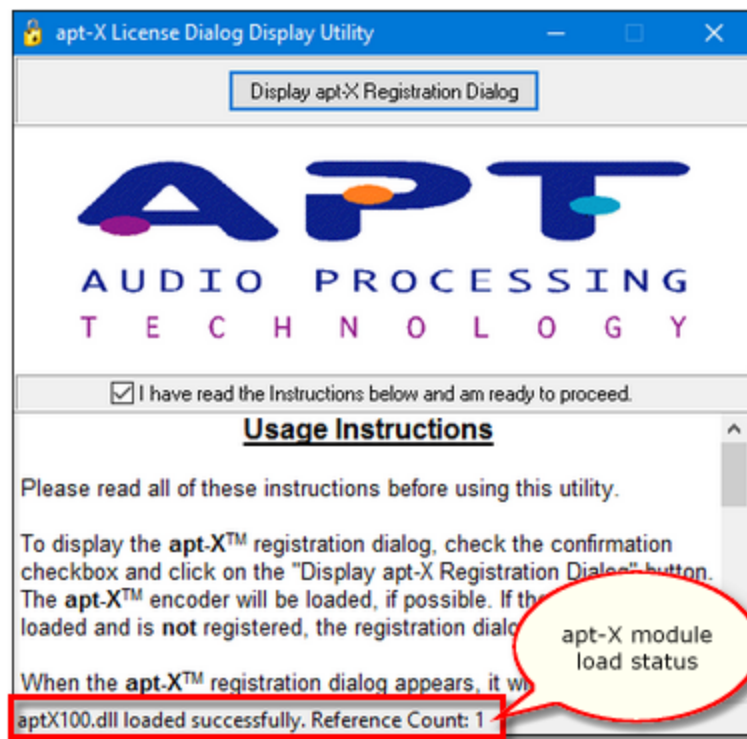 apt-X License Dialog Display Utility
Display apt-X Registration Dialog
APT
AUDIO PROCESSING
TECHNOLOGY
I have read the Instructions below and am ready to proceed.
Usage Instructions
Please read all of these instructions before using this utility.
To display the apt-X™ registration dialog, check the confirmation
checkbox and click on the "Display apt-X Registration Dialog" button.
The apt-X™ encoder will be loaded, if possible. If the
loaded and is not registered, the registration dialo
When the apt-X™ registration dialog appears, it w
apt-X module
load status
aptX100.dll loaded successfully. Reference Count: 1